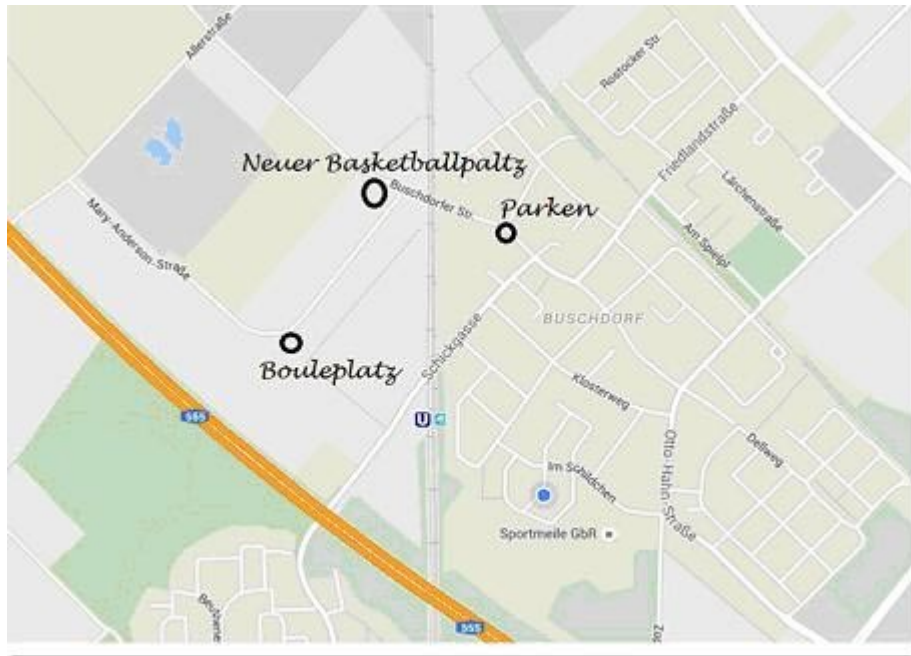 Allerstraße
Rostocker Str.
Friedlandstraße
Neuer Basketballpaltz
Buschdorfer Str.
Parken
Lärchenstraße
Mary-Anderson-Straße
Am Spielpl
BUSCHDORF
Schickgasse
Bouleplatz
Klosterweg
565
U
Dellweg
Im Schildchen
Otto-Hahn-Straße
Sportmeile GbR
555